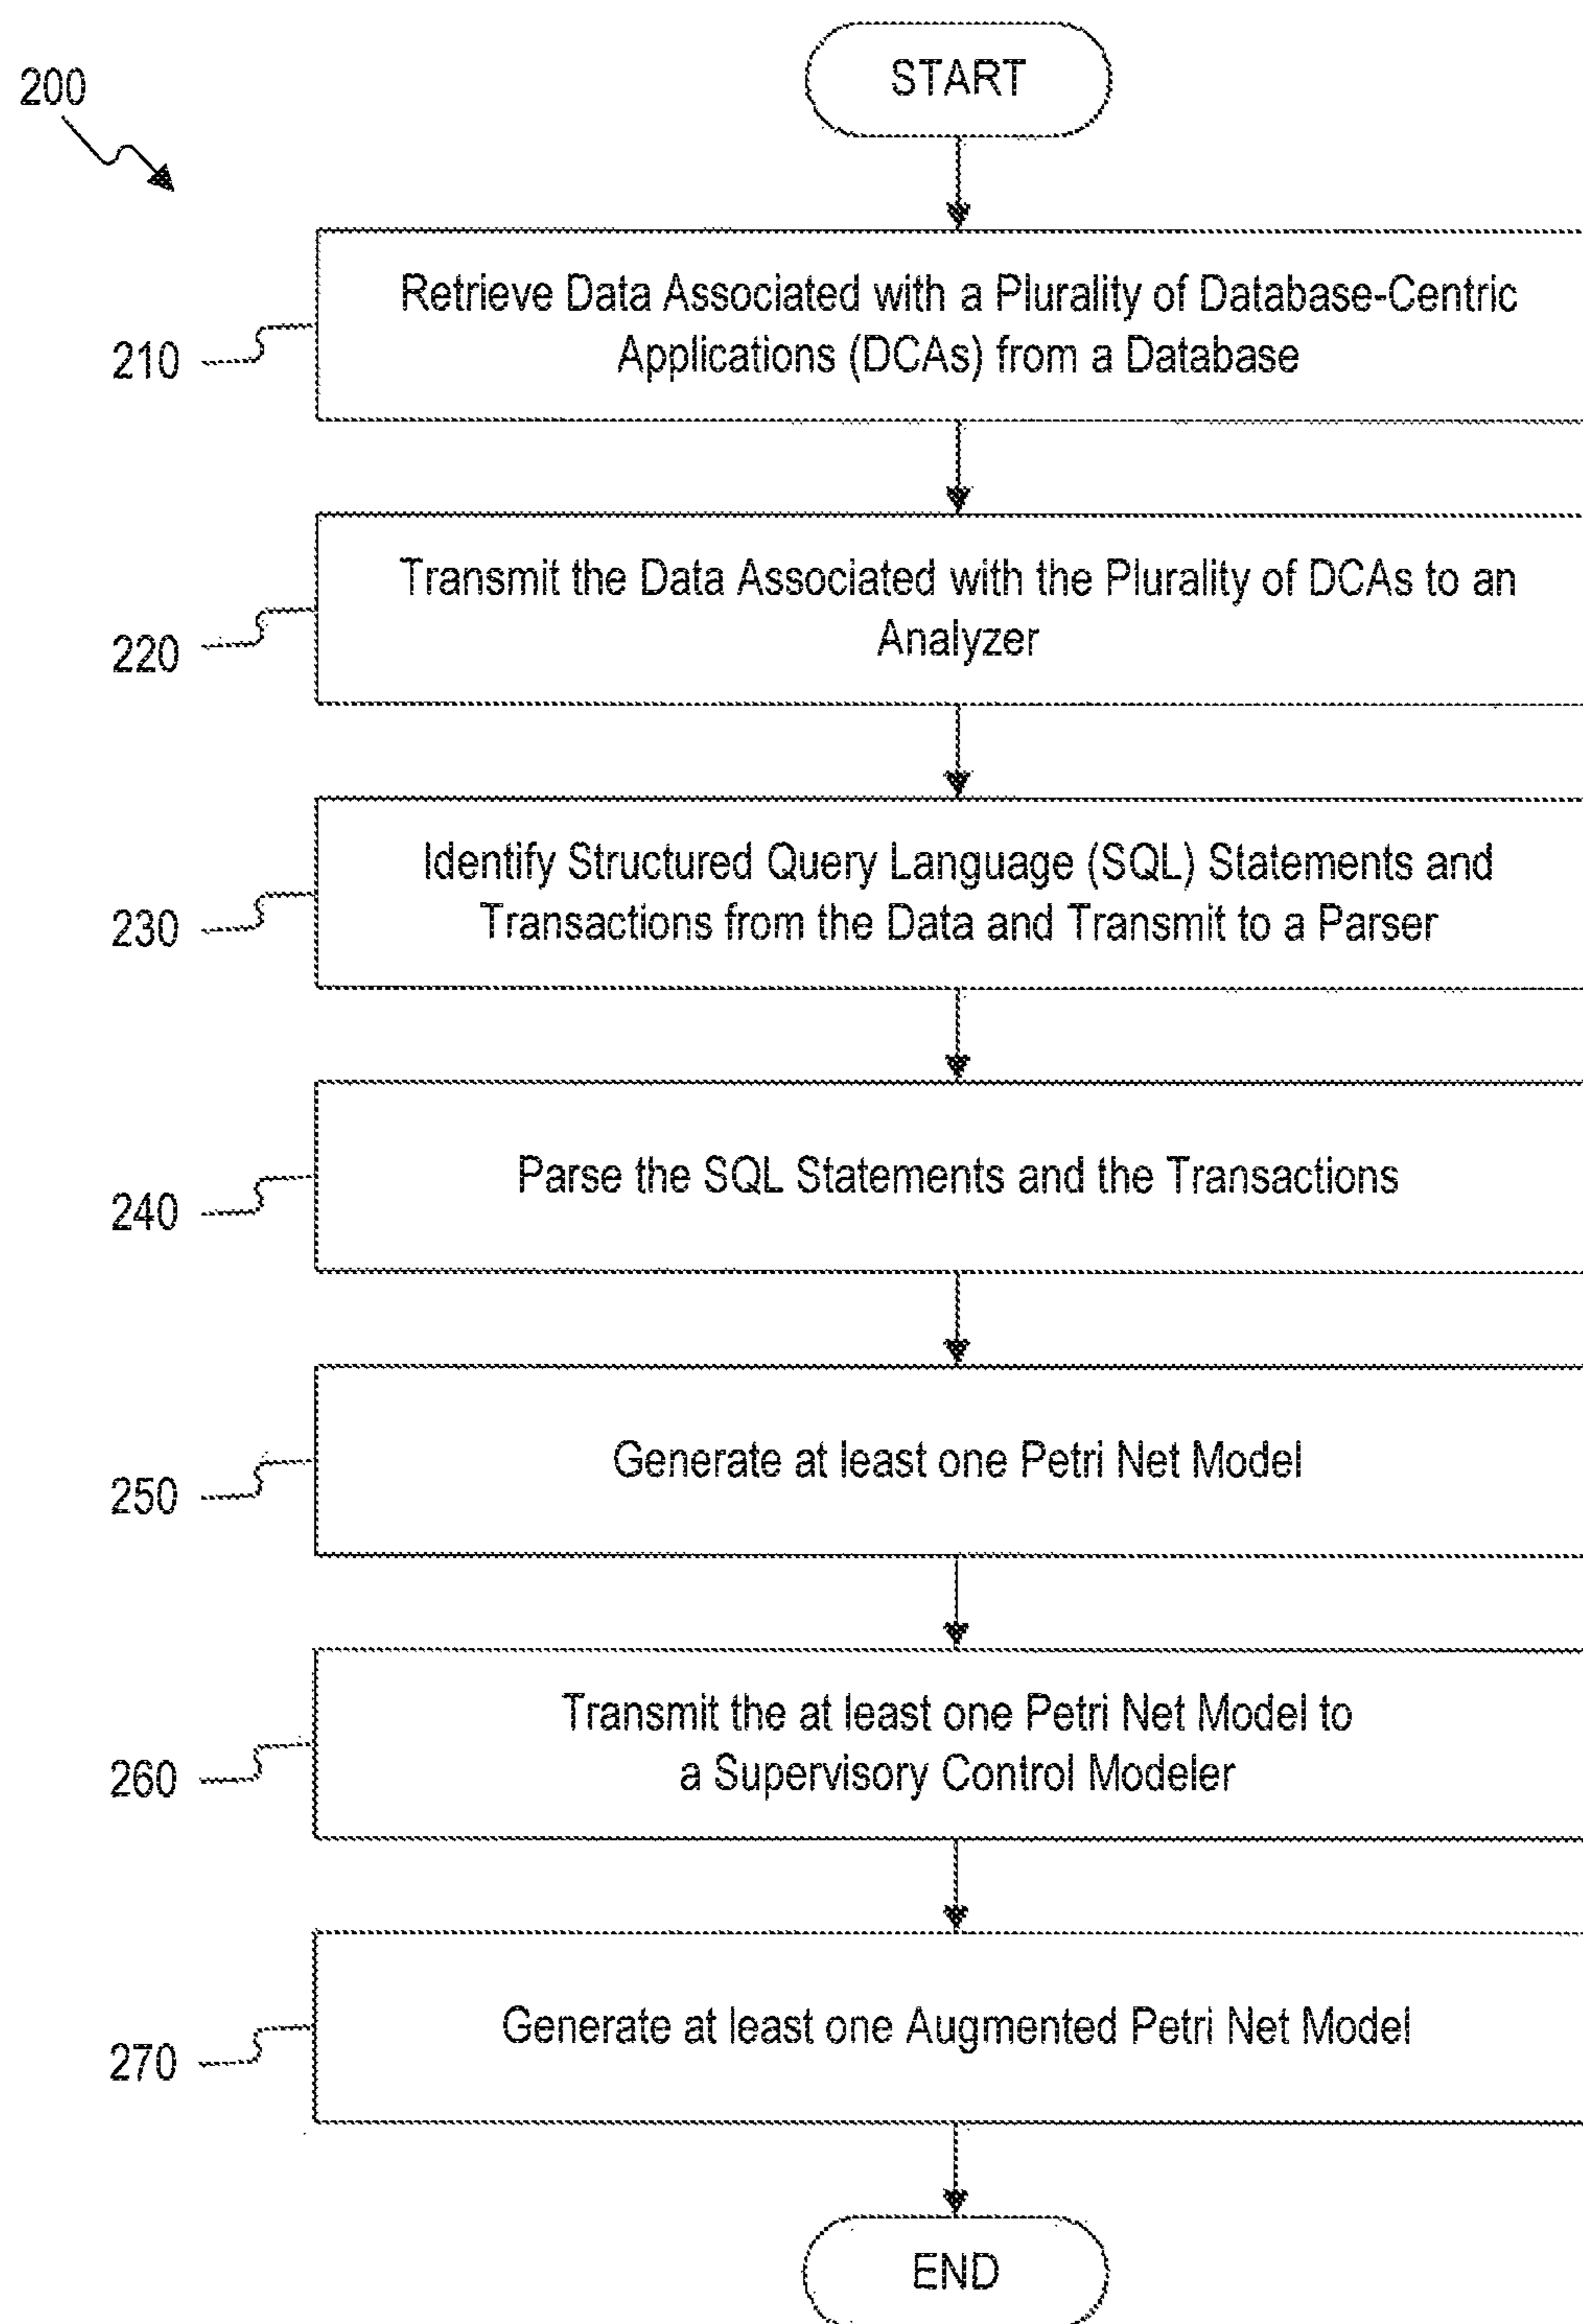 START
200
Retrieve Data Associated with a Plurality of Database-Centric
Applications (DCAs) from a Database
210
Transmit the Data Associated with the Plurality of DCAs to an
Analyzer
220
Identify Structured Query Language (SQL) Statements and
Transactions from the Data and Transmit to a Parser
230
Parse the SQL Statements and the Transactions
240
Generate at least one Petri Net Model
250
Transmit the at least one Petri Net Model to
a Supervisory Control Modeler
260
Generate at least one Augmented Petri Net Model
270
END